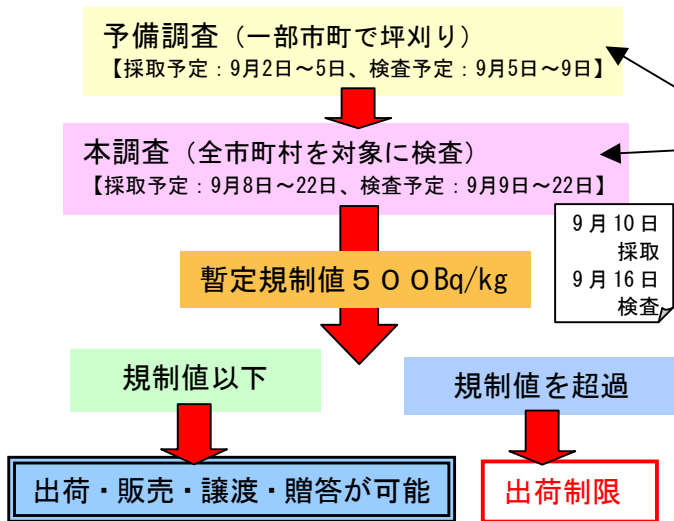 予備調査（一部市町で坪刈り）
【採取予定：9月2日～5日、検査予定：9月5日～9日】
本調査（全市町村を対象に検査）
【採取予定：9月8日～22日、検査予定：9月9日～22日】
9月10日
採取
9月16日
検査
暫定規制値５００Bq/kg
規制値以下
規制値を超過
出荷・販売・譲渡・贈答が可能
出荷制限